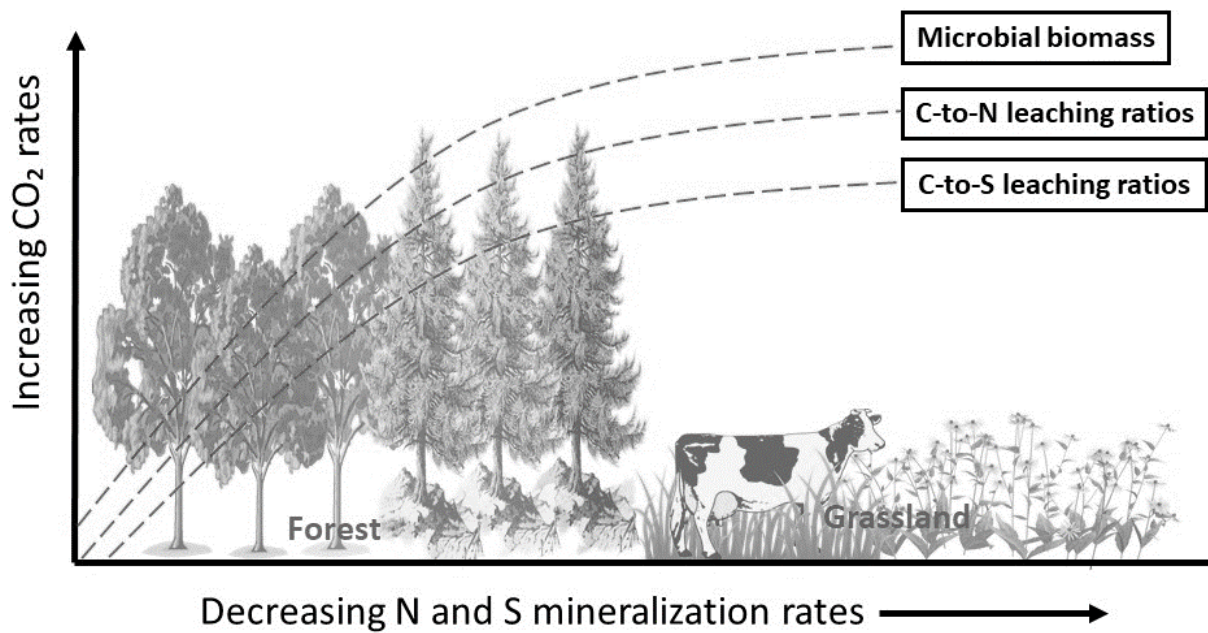 Microbial biomass
C-to-N leaching ratios
C-to-S leaching ratios
Increasing CO₂ rates
Forest
Grassland
Decreasing N and S mineralization rates